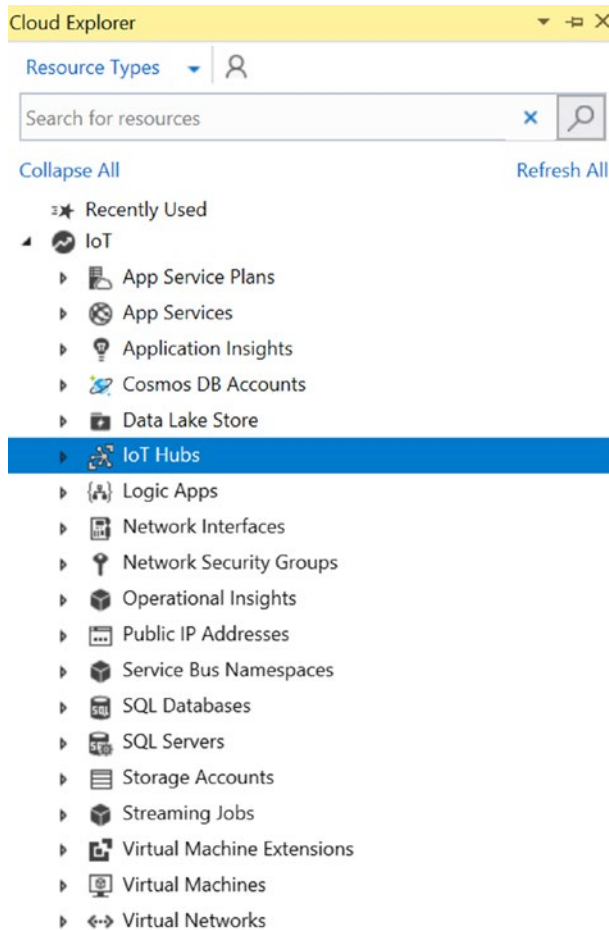 Cloud Explorer
Resource Types
Search for resources
Collapse All Refresh All
Recently Used
IoT
App Service Plans
App Services
Application Insights
Cosmos DB Accounts
Data Lake Store
IoT Hubs
Logic Apps
Network Interfaces
Network Security Groups
Operational Insights
Public IP Addresses
Service Bus Namespaces
SQL Databases
SQL Servers
Storage Accounts
Streaming Jobs
Virtual Machine Extensions
Virtual Machines
Virtual Networks